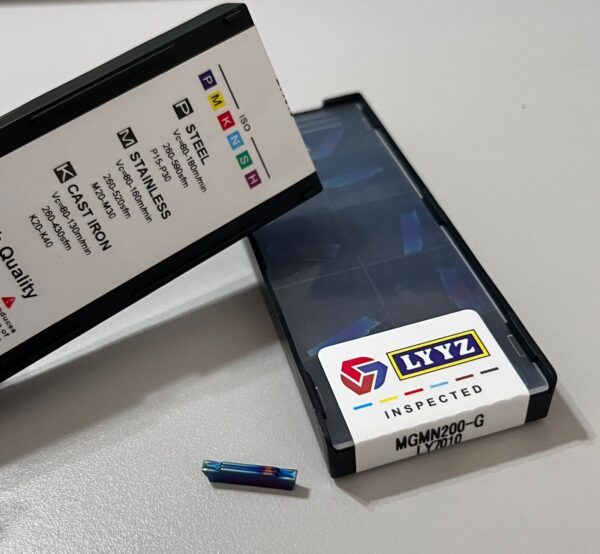 ISO
P M K N S H
P STEEL
Vc=80-180m/min
260-590sfm
P15-P30
M STAINLESS
Vc=80-160m/min
260-520sfm
M20-M30
K CAST IRON
Vc=80-130m/min
260-430sfm
K20-K40
Quality
LYYZ
INSPECTED
MGMN200-G
LY7010